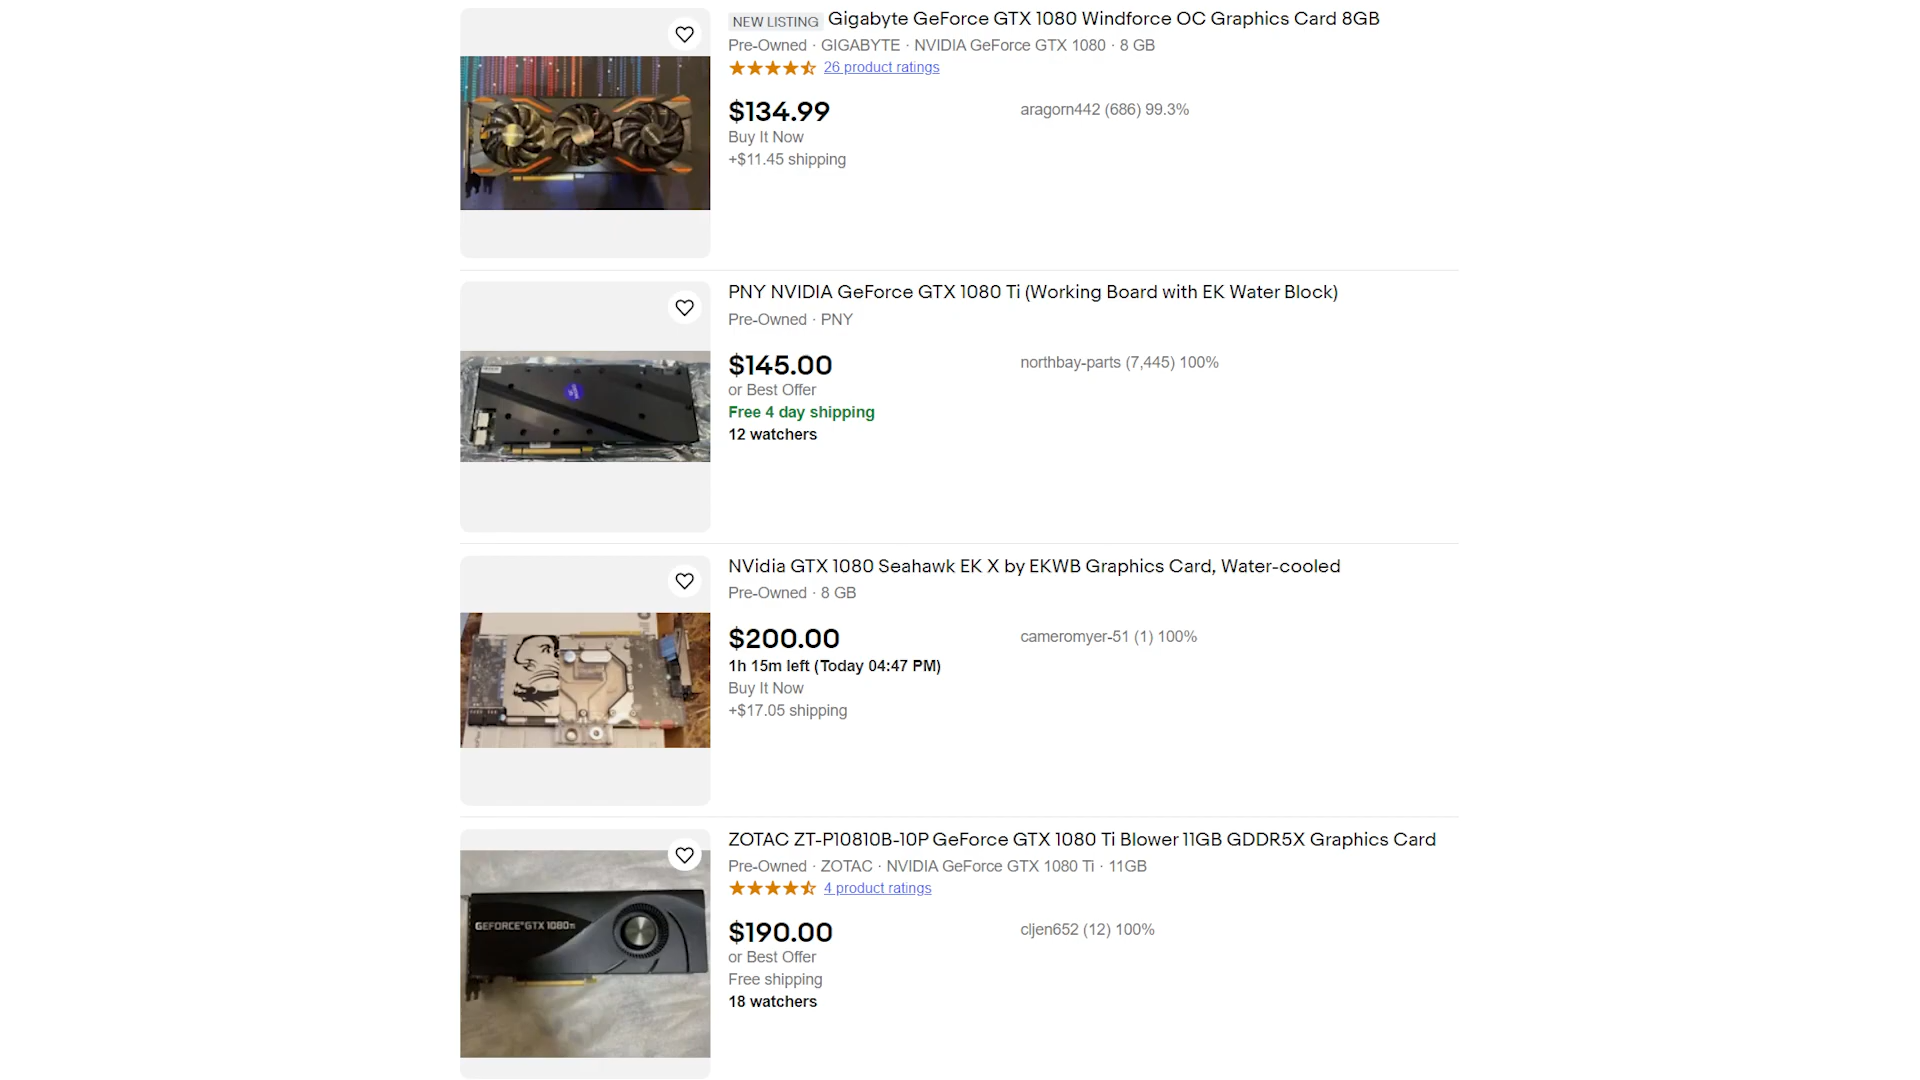 NEW LISTING Gigabyte GeForce GTX 1080 Windforce OC Graphics Card 8GB
Pre-Owned · GIGABYTE · NVIDIA GeForce GTX 1080 · 8 GB
26 product ratings
$134.99
aragorn442 (686) 99.3%
Buy It Now
+$11.45 shipping
PNY NVIDIA GeForce GTX 1080 Ti (Working Board with EK Water Block)
Pre-Owned · PNY
$145.00
northbay-parts (7,445) 100%
or Best Offer
Free 4 day shipping
12 watchers
NVidia GTX 1080 Seahawk EK X by EKWB Graphics Card, Water-cooled
Pre-Owned · 8 GB
$200.00
cameromyer-51 (1) 100%
1h 15m left (Today 04:47 PM)
Buy It Now
+$17.05 shipping
ZOTAC ZT-P10810B-10P GeForce GTX 1080 Ti Blower 11GB GDDR5X Graphics Card
Pre-Owned · ZOTAC · NVIDIA GeForce GTX 1080 Ti · 11GB
4 product ratings
GEFORCE® GTX 1080 Ti
$190.00
cljen652 (12) 100%
or Best Offer
Free shipping
18 watchers